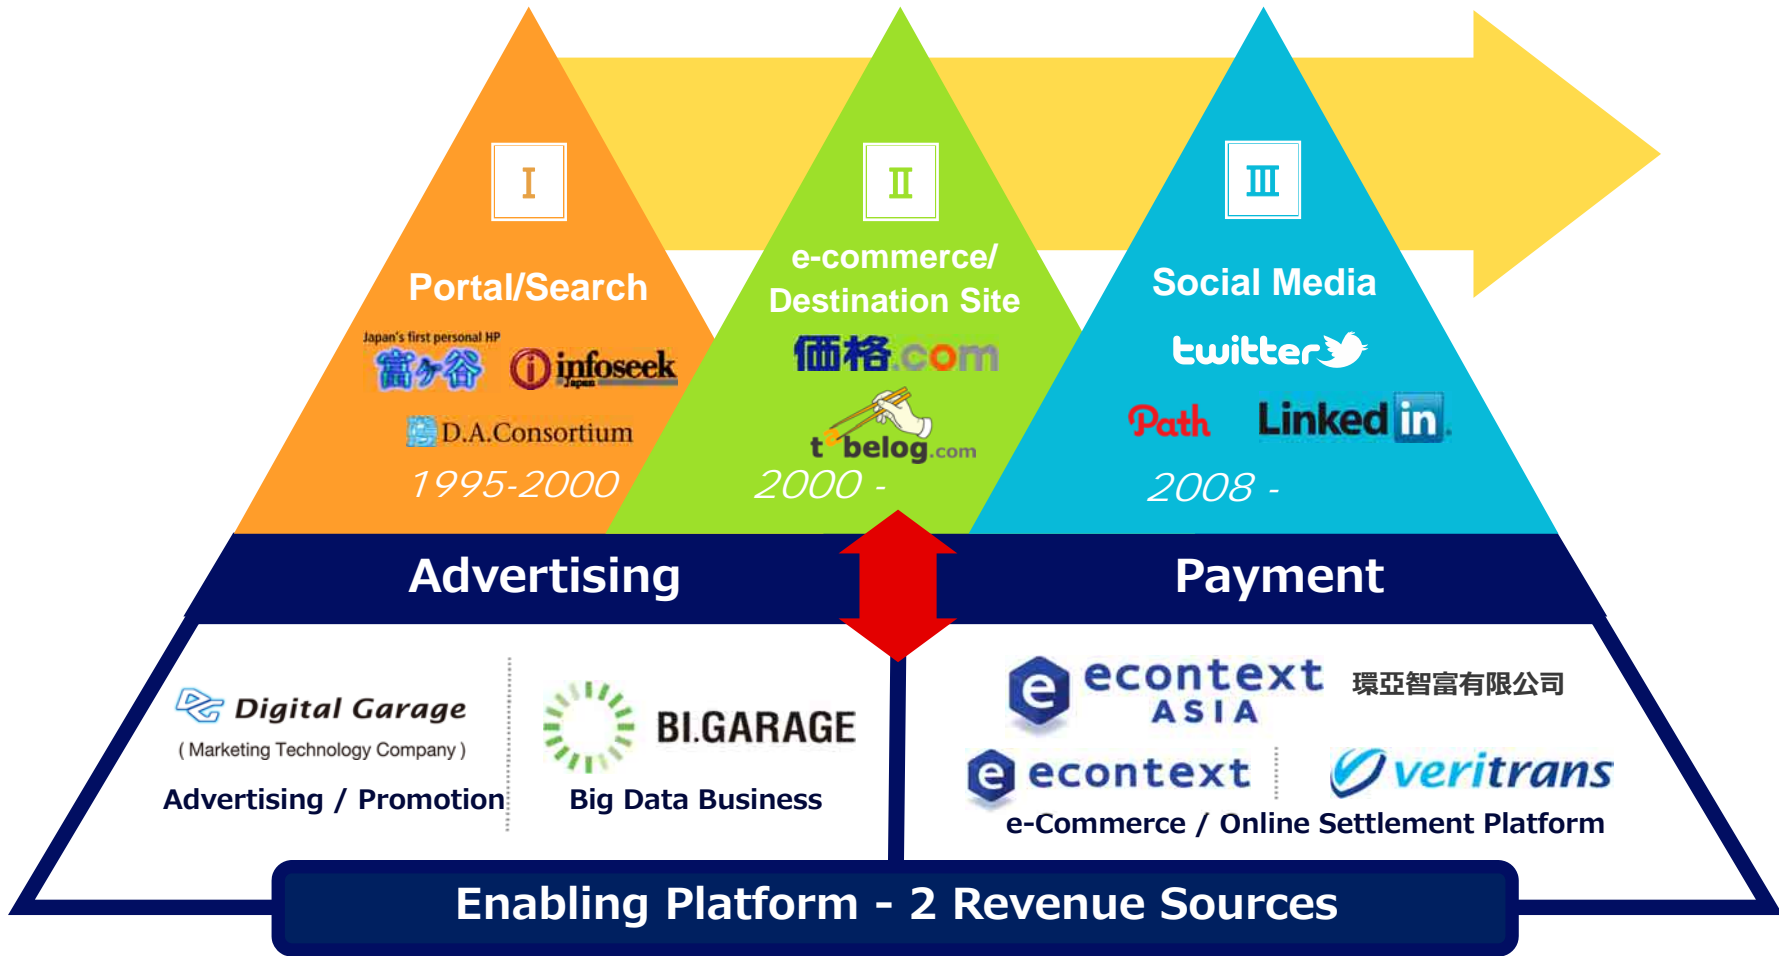 I
II
III
Portal/Search
e-commerce/
Destination Site
Social Media
Japan's first personal HP
富ヶ谷
infoseek
Japan
D.A.Consortium
1995-2000
価格.com
tabelog.com
2000 -
twitter
Path
Linked in
2008 -
Advertising
Payment
Digital Garage
( Marketing Technology Company )
Advertising / Promotion
BI.GARAGE
Big Data Business
econtext
ASIA
環亞智富有限公司
econtext
veritrans
e-Commerce / Online Settlement Platform
Enabling Platform - 2 Revenue Sources